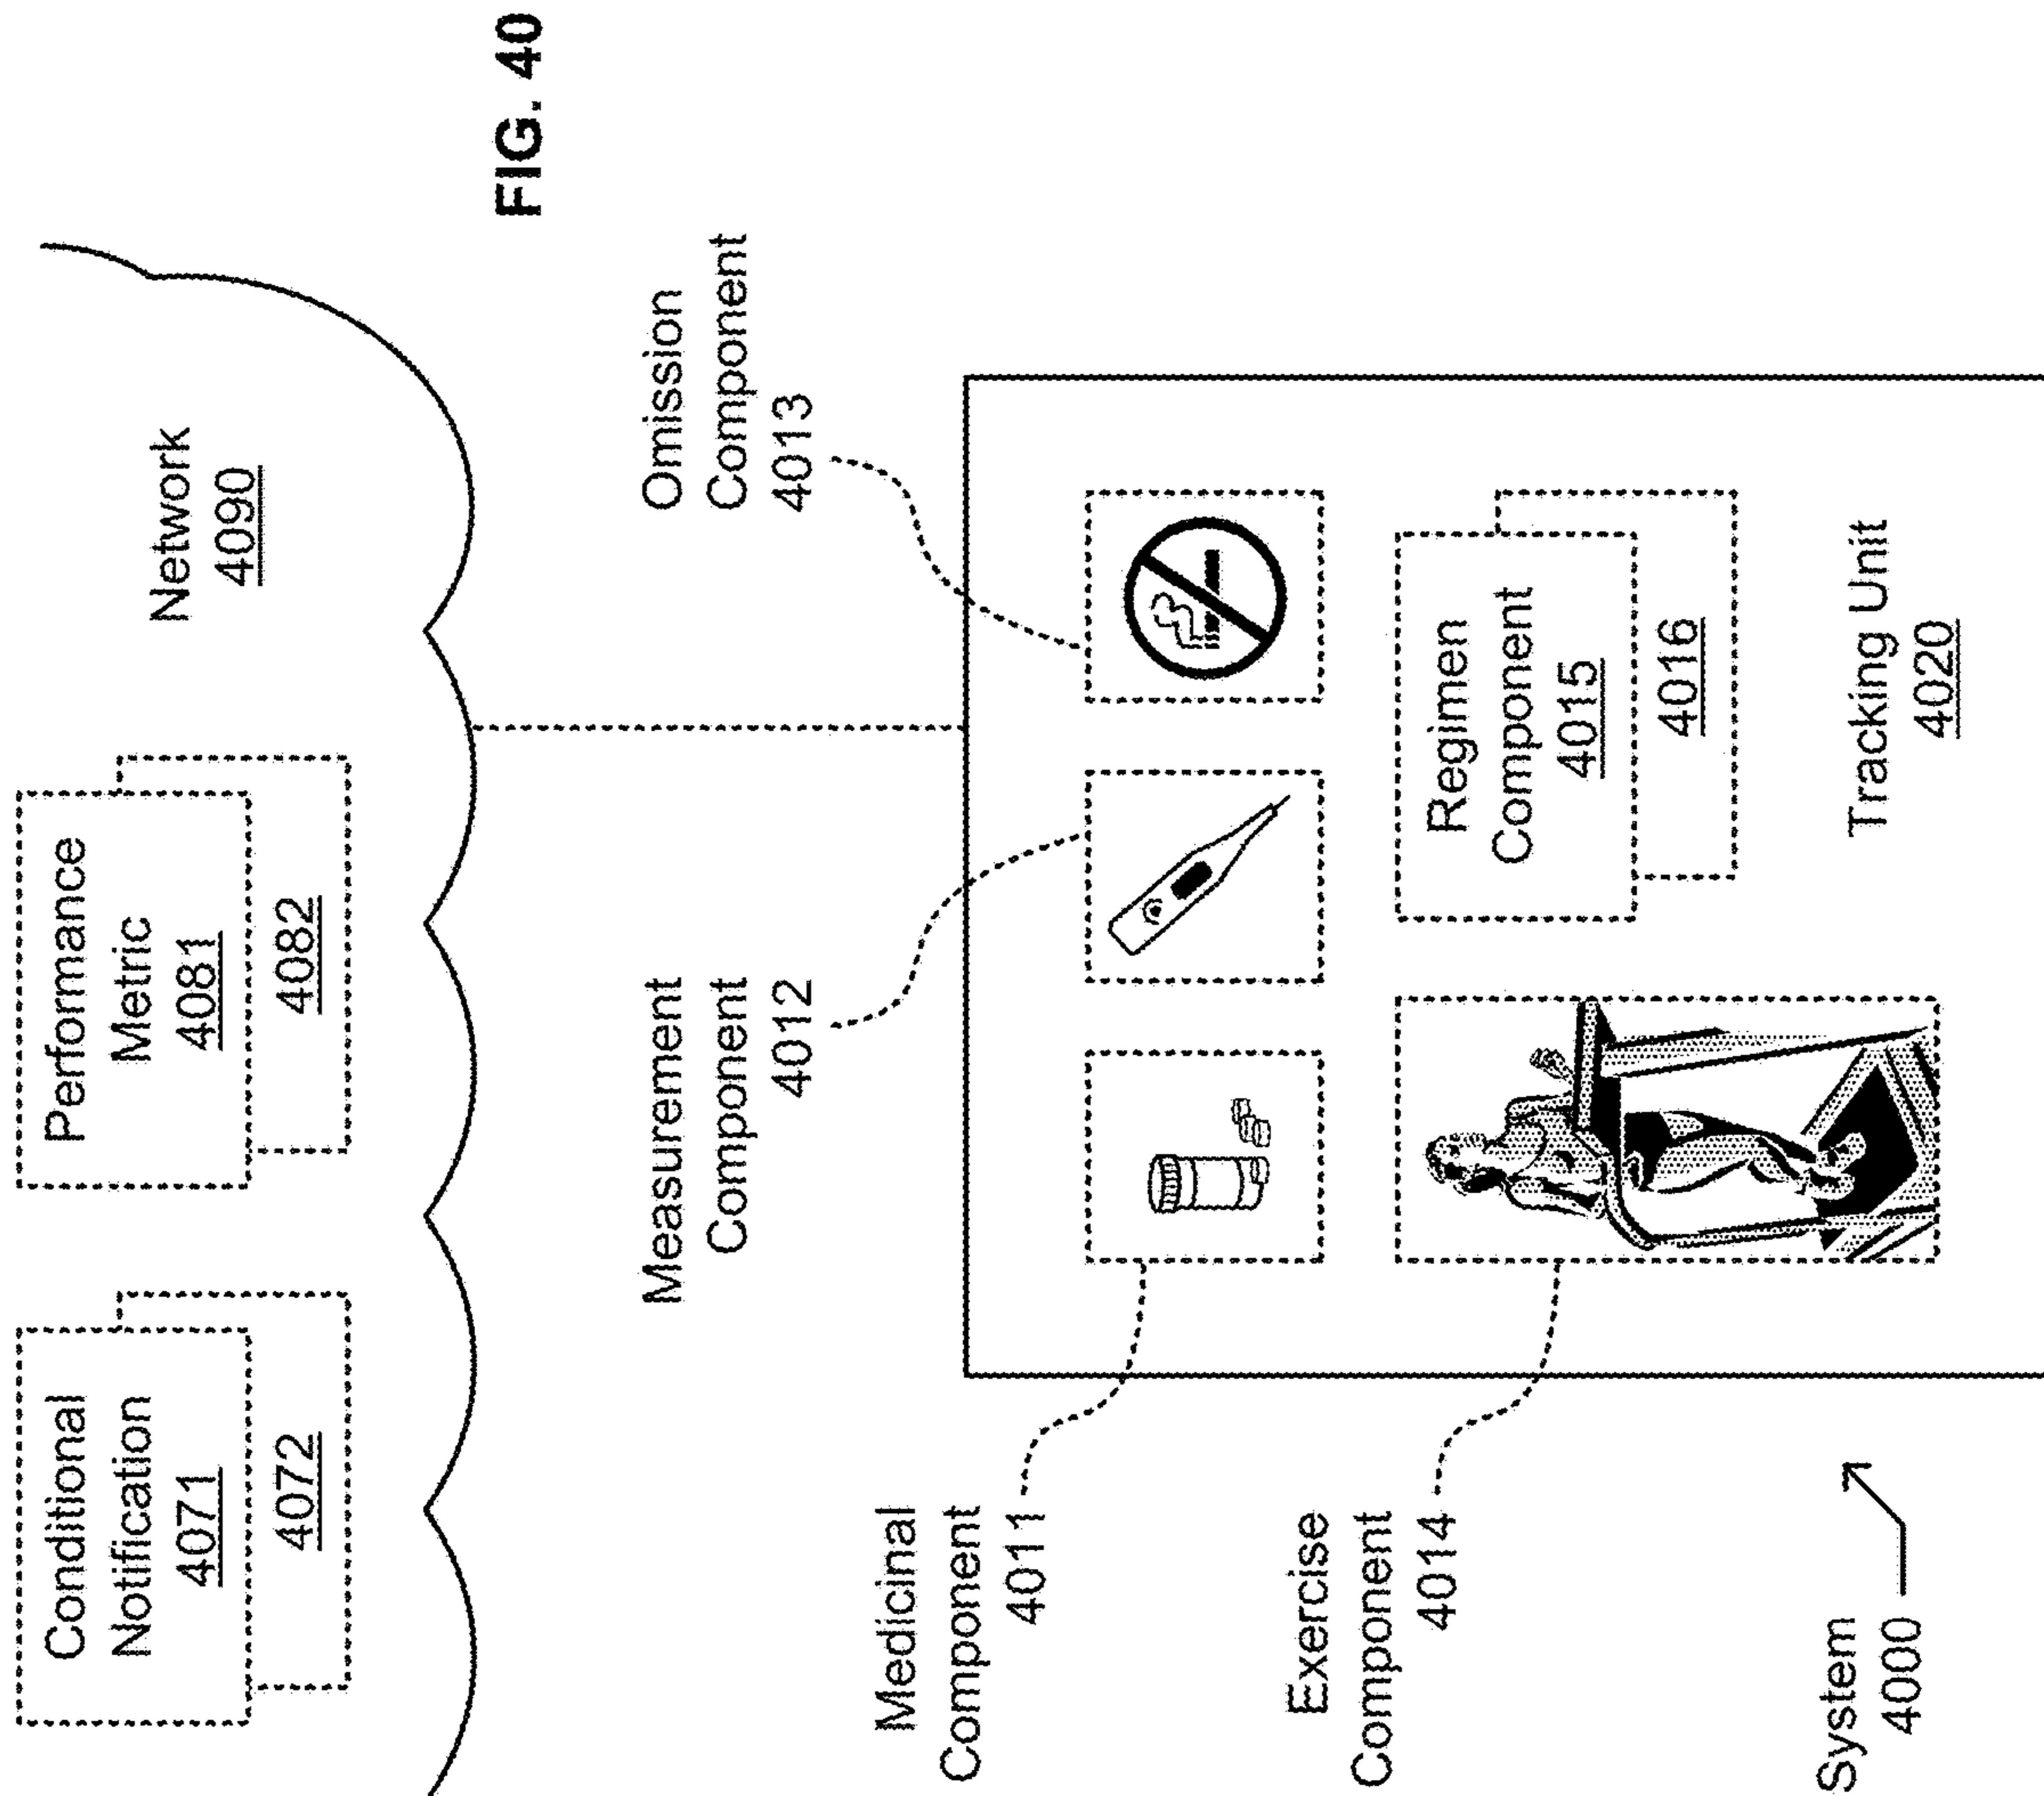 Conditional
Notification
4071
4072
Performance
Metric
4081
4082
Network
4090
FIG. 40
Measurement
Component
4012
Omission
Component
4013
Medicinal
Component
4011
Exercise
Component
4014
Regimen
Component
4015
4016
Tracking Unit
4020
System
4000